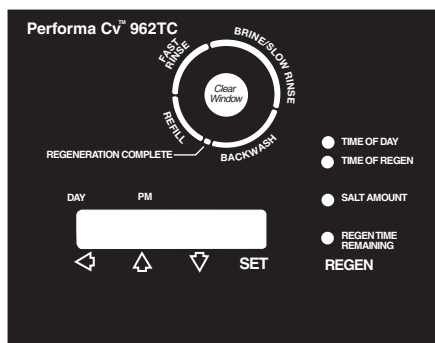 Performa Cv™ 962TC
FAST
RINSE
BRINE/SLOW RINSE
Clear
Window
REFILL
BACKWASH
REGENERATION COMPLETE
TIME OF DAY
TIME OF REGEN
SALT AMOUNT
REGEN TIME
REMAINING
DAY PM
SET REGEN